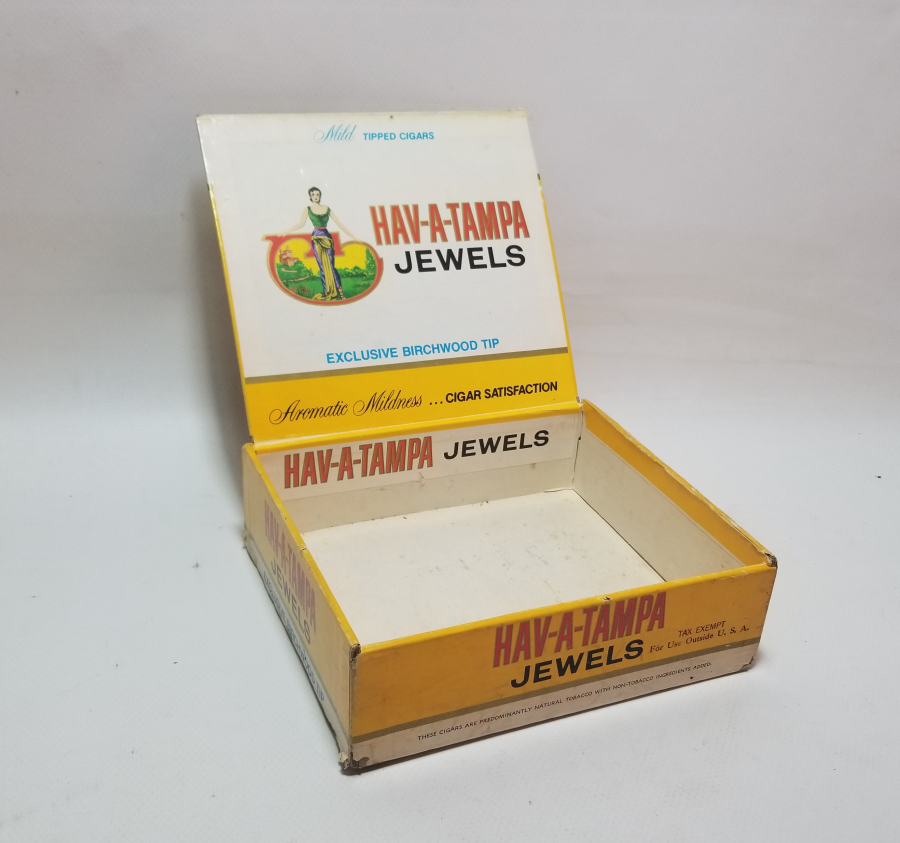 Mild TIPPED CIGARS
HAV-A-TAMPA
JEWELS
EXCLUSIVE BIRCHWOOD TIP
Aromatic Mildness ... CIGAR SATISFACTION
HAV-A-TAMPA JEWELS
HAV-A-TAMPA
JEWELS
HAV-A-TAMPA
JEWELS
TAX EXEMPT
For Use Outside U. S. A.
THESE CIGARS ARE PREDOMINANTLY NATURAL TOBACCO WITH NON-TOBACCO INGREDIENTS ADDED.